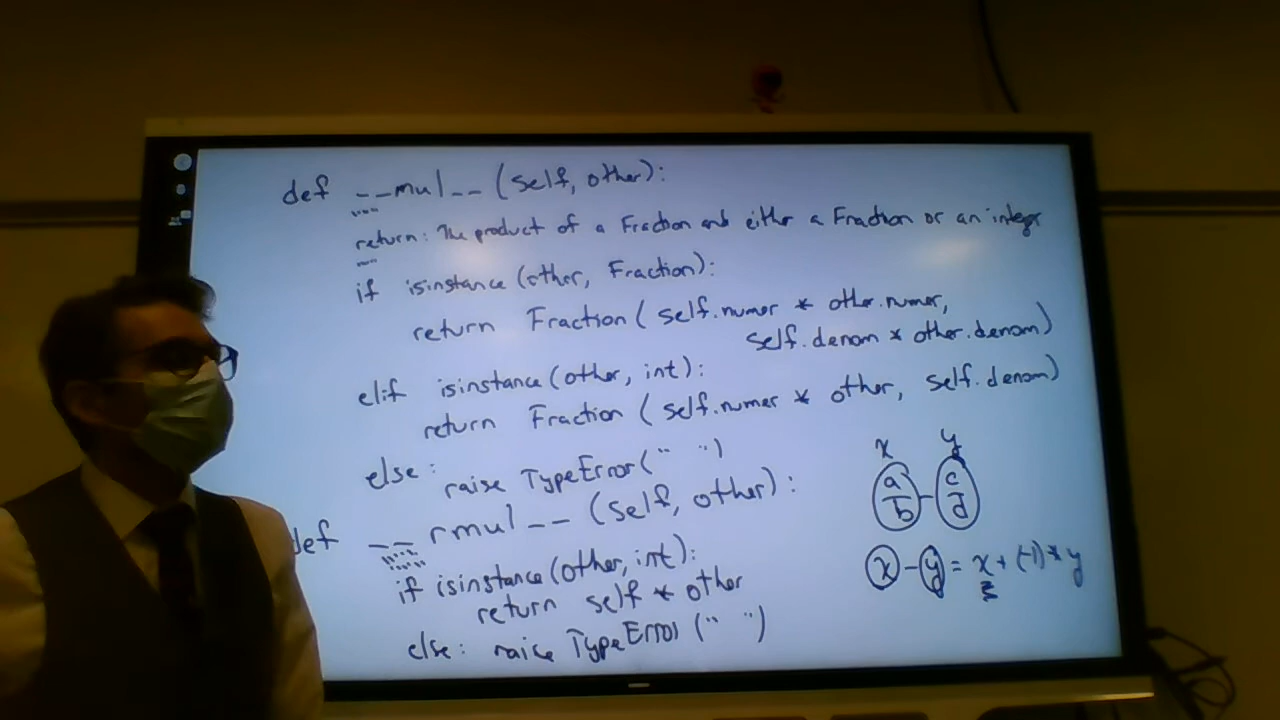 def __mul__(self, other):
""""
return: The product of a Fraction and either a Fraction or an integer
""""
if isinstance(other, Fraction):
return Fraction(self.numer * other.numer,
self.denom * other.denom)
elif isinstance(other, int):
return Fraction(self.numer * other, self.denom)
else: raise TypeError(" ")
def __rmul__(self, other):
if isinstance(other, int):
return self * other
else: raise TypeError(" ")
x y
a c
- 
b d
x - y = x + (-1) * y